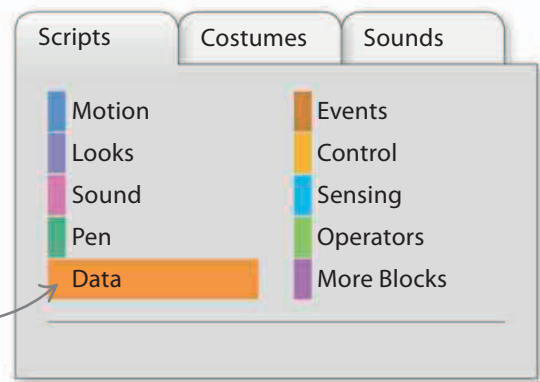 Scripts Costumes Sounds
Motion Events
Looks Control
Sound Sensing
Pen Operators
Data More Blocks